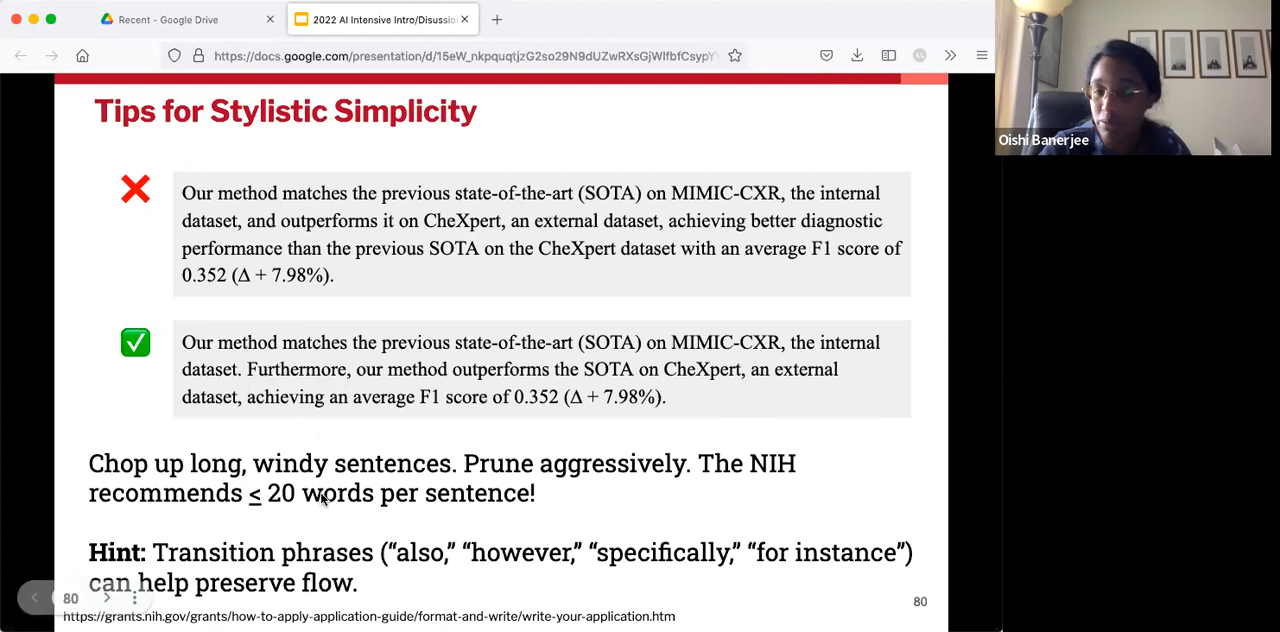 Recent - Google Drive
2022 AI Intensive Intro/Disussio
https://docs.google.com/presentation/d/15eW_nkpquqtjzG2so29N9dUZwRXsGjWlfbfCsypY
Oishi Banerjee
Tips for Stylistic Simplicity
Our method matches the previous state-of-the-art (SOTA) on MIMIC-CXR, the internal
dataset, and outperforms it on CheXpert, an external dataset, achieving better diagnostic
performance than the previous SOTA on the CheXpert dataset with an average F1 score of
0.352 (Δ + 7.98%).
Our method matches the previous state-of-the-art (SOTA) on MIMIC-CXR, the internal
dataset. Furthermore, our method outperforms the SOTA on CheXpert, an external
dataset, achieving an average F1 score of 0.352 (Δ + 7.98%).
Chop up long, windy sentences. Prune aggressively. The NIH
recommends ≤ 20 words per sentence!
Hint: Transition phrases (“also,” “however,” “specifically,” “for instance”)
can help preserve flow.
80
80
https://grants.nih.gov/grants/how-to-apply-application-guide/format-and-write/write-your-application.htm